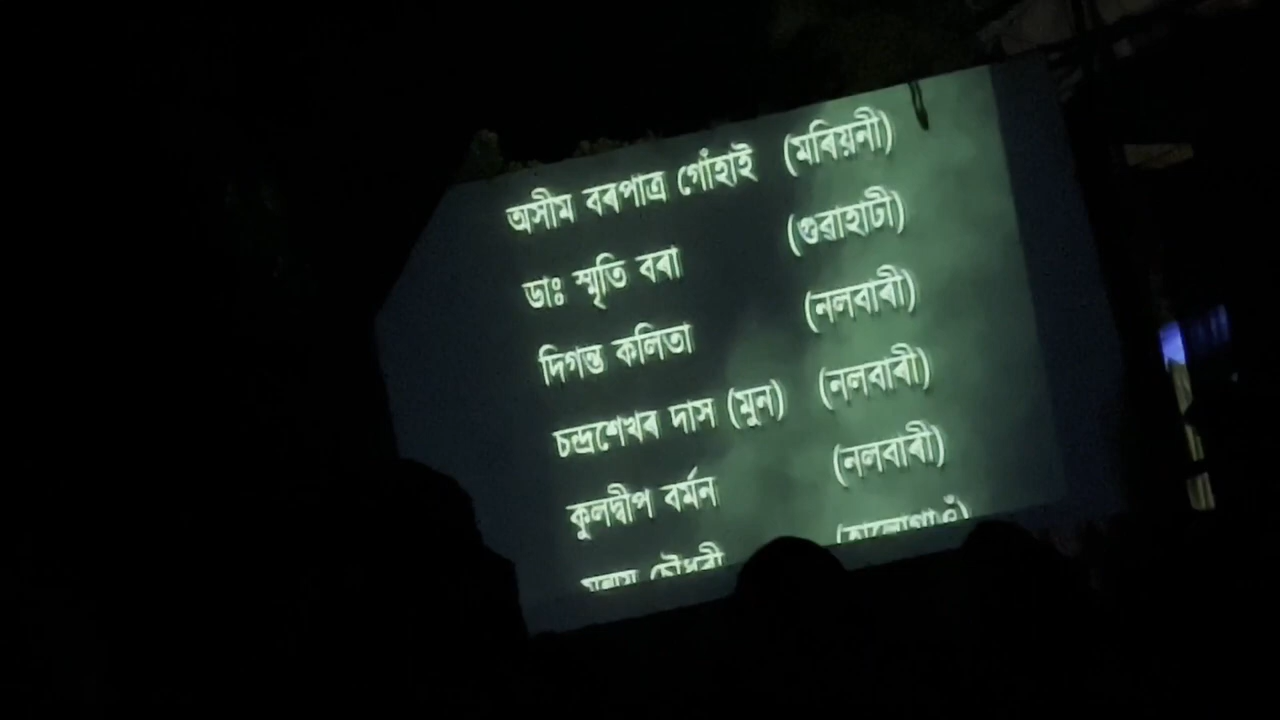 অসীম বৰপাত্ৰ গোঁহাই (মৰিয়নী)
ডাঃ স্মৃতি বৰা (গুৱাহাটী)
দিগন্ত কলিতা (নলবাৰী)
চন্দ্ৰশেখৰ দাস (মুন) (নলবাৰী)
কুলদ্বীপ বৰ্মন (নলবাৰী)
চৌধুৰী